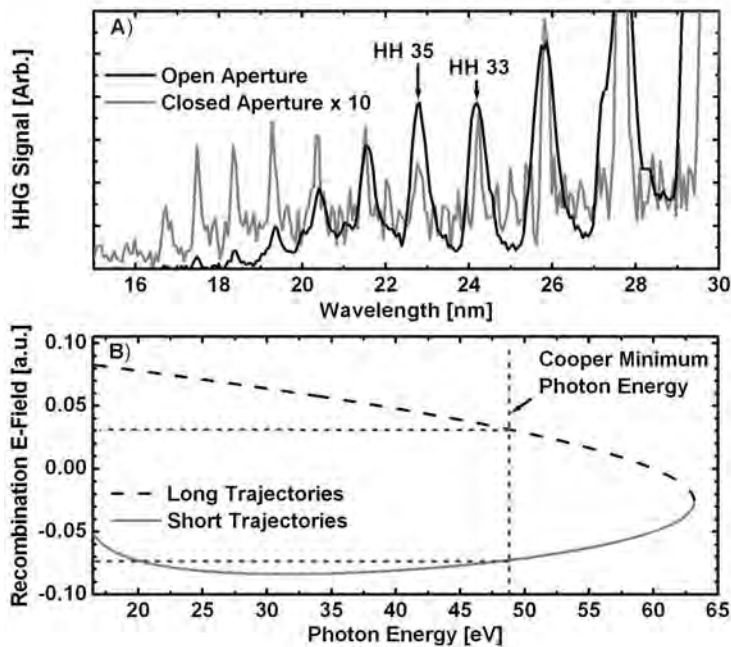 A)
HH 35
HH 33
Open Aperture
Closed Aperture x 10
HHG Signal [Arb.]
16 18 20 22 24 26 28 30
Wavelength [nm]
B)
0.10
0.05
0.00
-0.05
-0.10
Recombination E-Field [a.u.]
Cooper Minimum
Photon Energy
Long Trajectories
Short Trajectories
20 25 30 35 40 45 50 55 60 65
Photon Energy [eV]